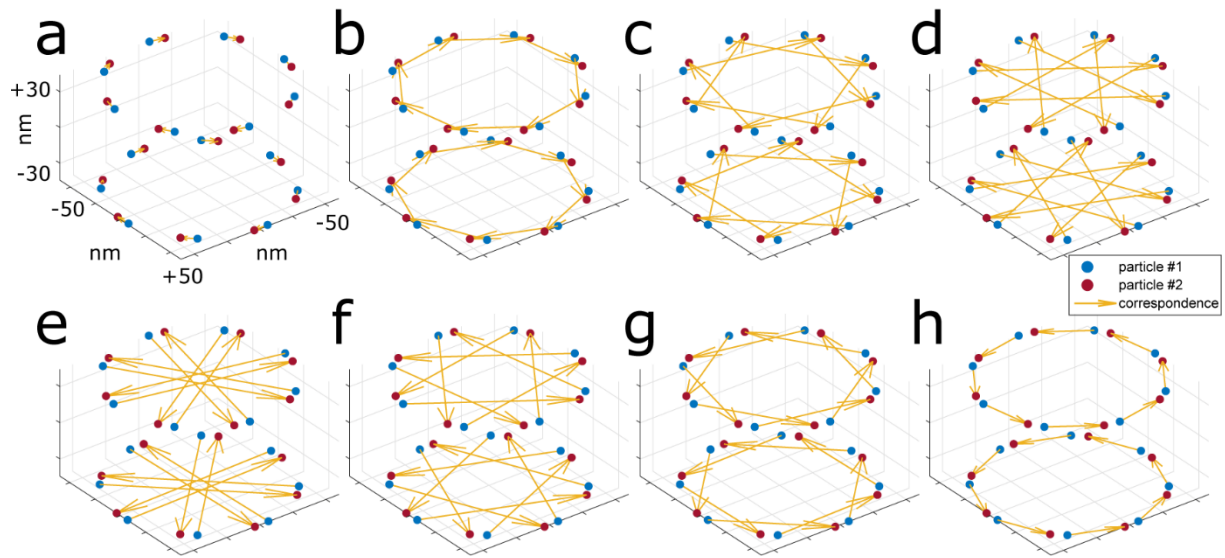 a b c d
+30
nm
-30
-50
nm
+50
nm
-50
particle #1
particle #2
correspondence
e f g h